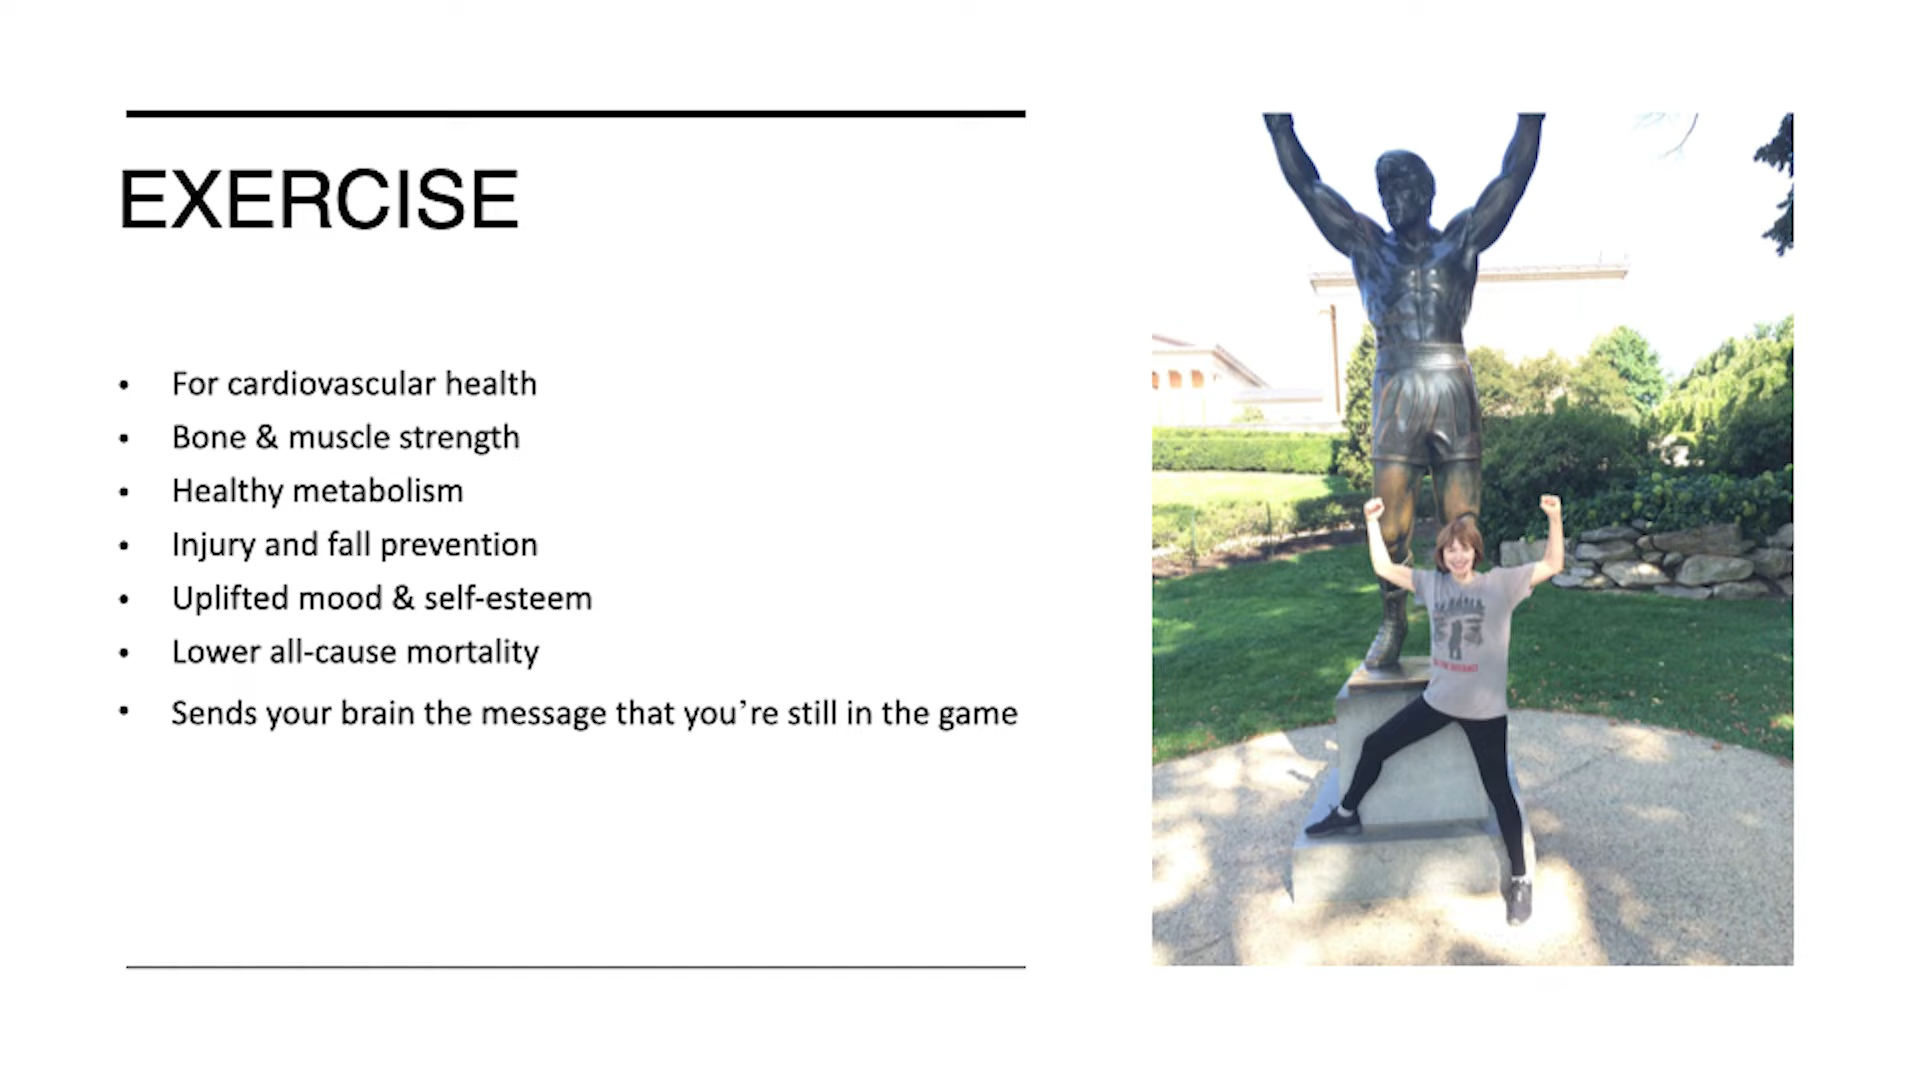 EXERCISE
• For cardiovascular health
• Bone & muscle strength
• Healthy metabolism
• Injury and fall prevention
• Uplifted mood & self-esteem
• Lower all-cause mortality
• Sends your brain the message that you’re still in the game